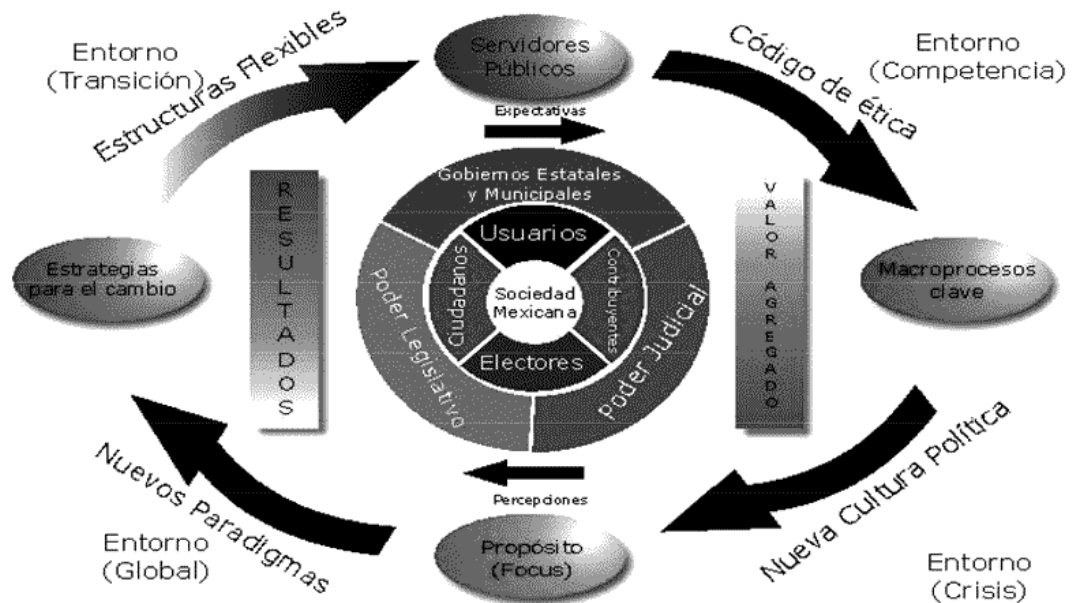 Entorno
(Transición)
Estructuras Flexibles
Servidores
Públicos
Código de ética
Entorno
(Competencia)
Expectativas
RESULTADOS
Gobiernos Estatales
y Municipales
Usuarios
Ciudadanos
Contribuyentes
Sociedad
Mexicana
Electores
Poder Legislativo
Poder Judicial
VALOR AGREGADO
Estrategias
para el cambio
Macroprocesos
clave
Percepciones
Nuevos Paradigmas
Nueva Cultura Política
Propósito
(Focus)
Entorno
(Global)
Entorno
(Crisis)